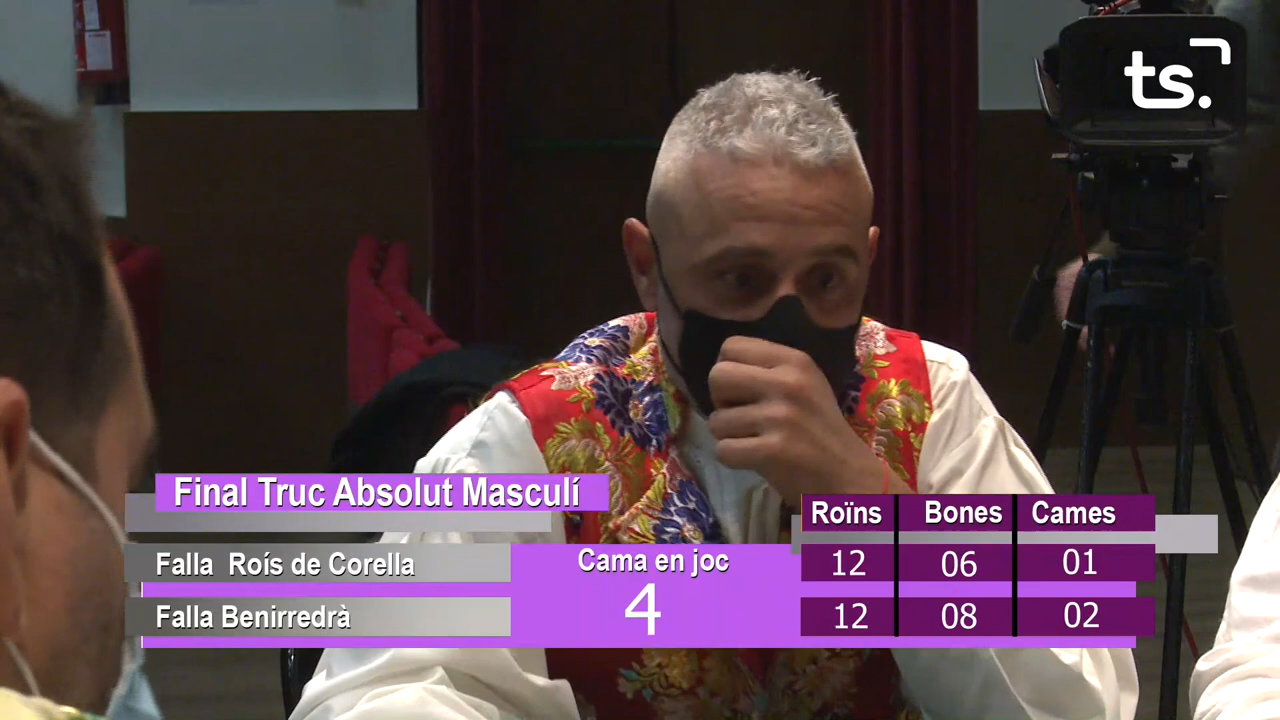 ts.
Final Truc Absolut Masculí
Roïns Bones Cames
Falla Roís de Corella Cama en joc 12 06 01
4
Falla Benirredrà 12 08 02